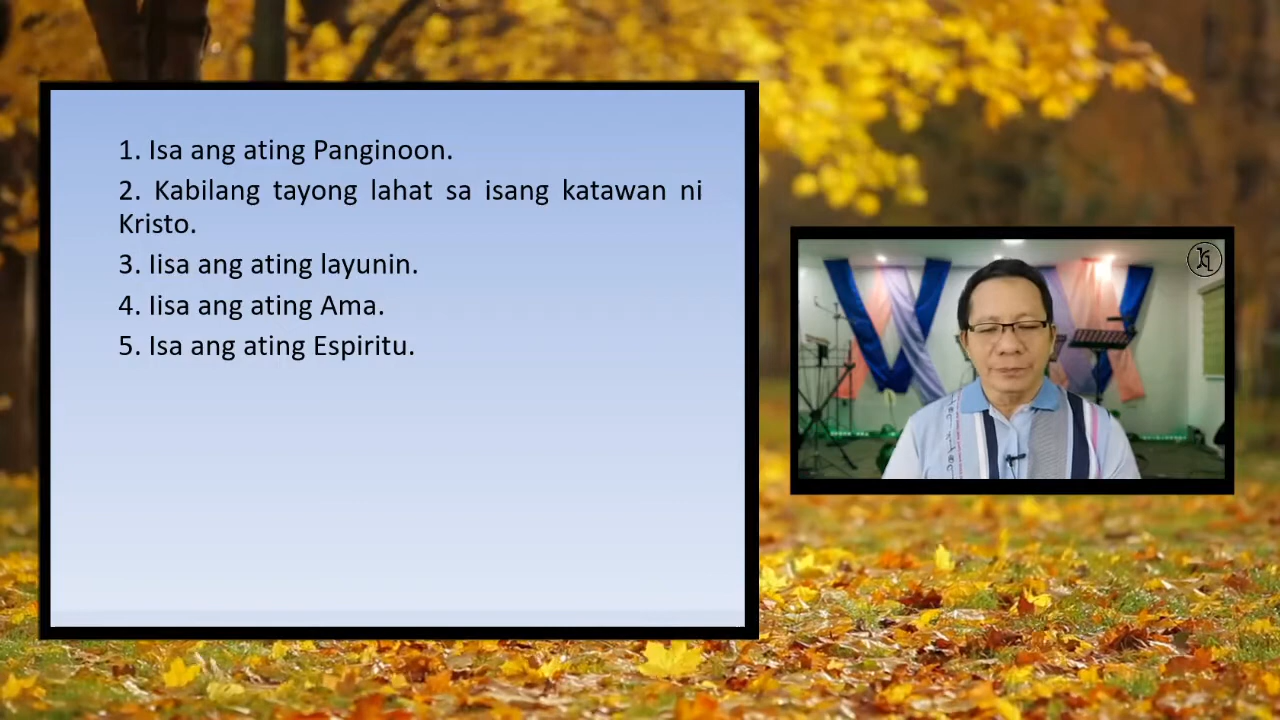 1. Isa ang ating Panginoon.
2. Kabilang tayong lahat sa isang katawan ni
Kristo.
3. Iisa ang ating layunin.
4. Iisa ang ating Ama.
5. Isa ang ating Espiritu.